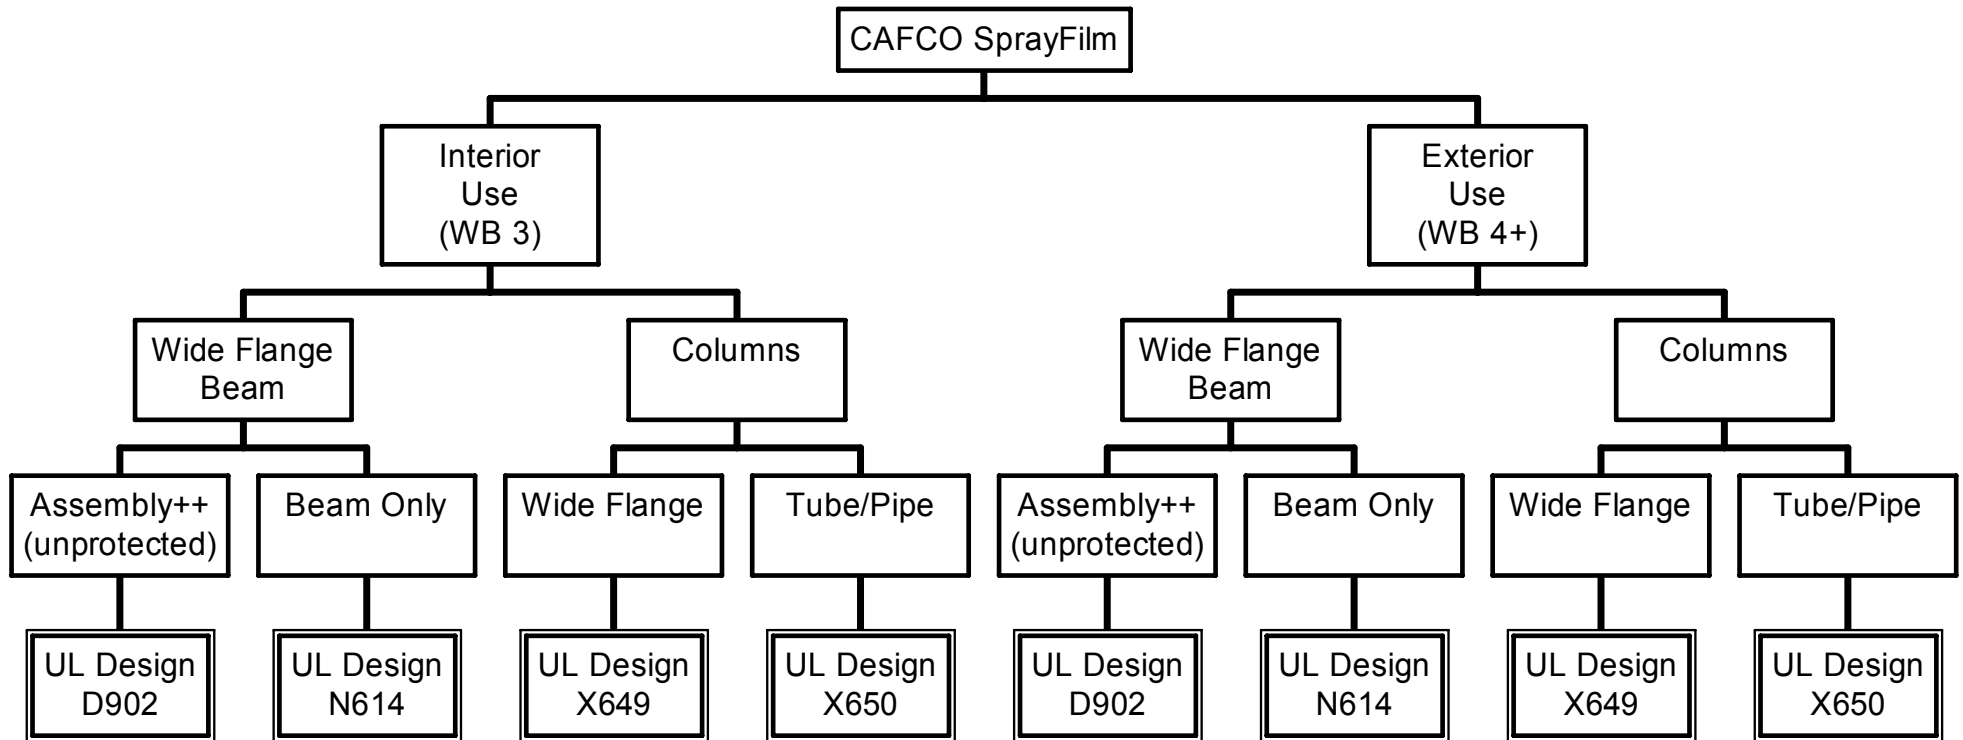 CAFCO SprayFilm
Interior
Use
(WB 3)
Exterior
Use
(WB 4+)
Wide Flange
Beam
Columns
Wide Flange
Beam
Columns
Assembly++
(unprotected)
Beam Only
Wide Flange
Tube/Pipe
Assembly++
(unprotected)
Beam Only
Wide Flange
Tube/Pipe
UL Design
D902
UL Design
N614
UL Design
X649
UL Design
X650
UL Design
D902
UL Design
N614
UL Design
X649
UL Design
X650